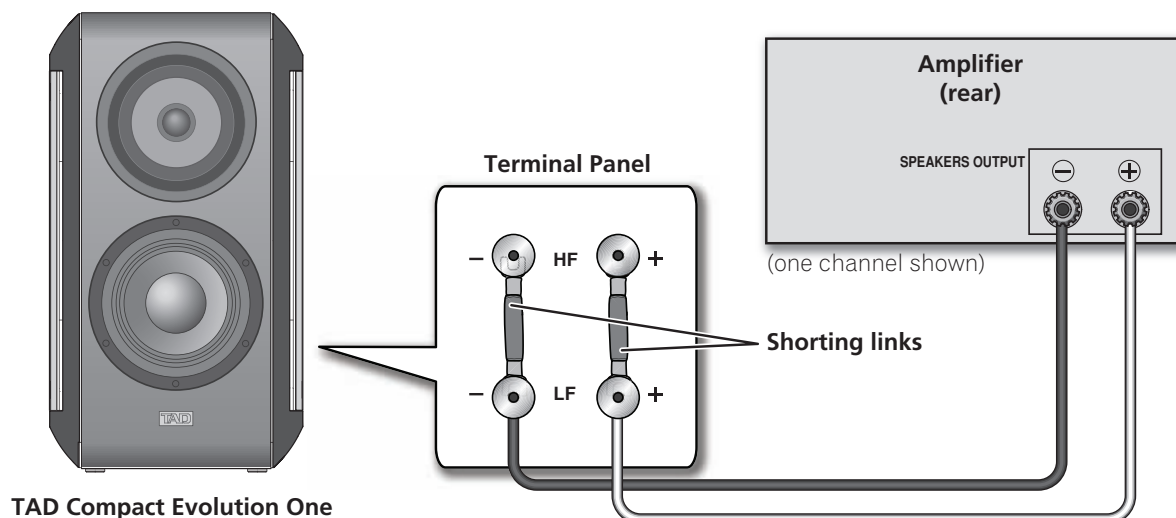 Amplifier
(rear)
SPEAKERS OUTPUT
− +
Terminal Panel
− HF +
(one channel shown)
Shorting links
− LF +
TAD
TAD Compact Evolution One